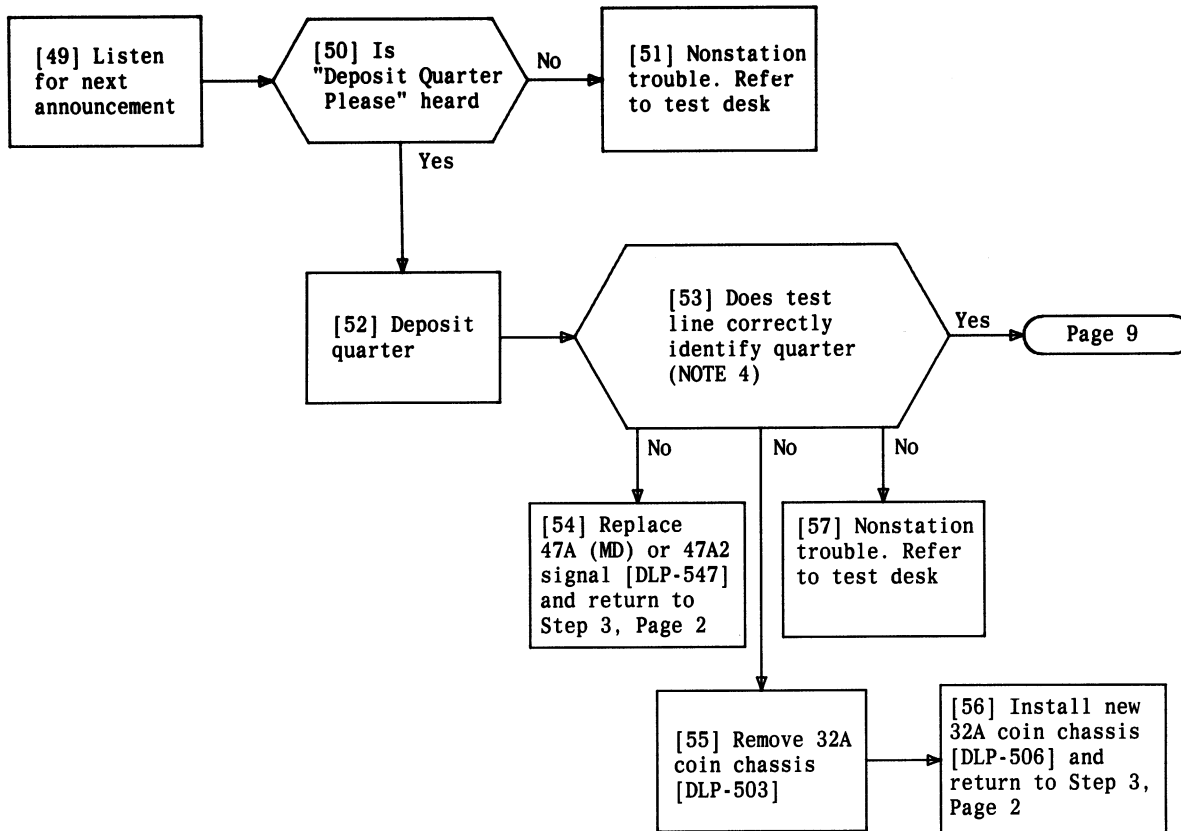 [49] Listen
for next
announcement
[50] Is
"Deposit Quarter
Please" heard
No
[51] Nonstation
trouble. Refer
to test desk
Yes
[52] Deposit
quarter
[53] Does test
line correctly
identify quarter
(NOTE 4)
Yes
Page 9
No
No
No
[54] Replace
47A (MD) or 47A2
signal [DLP-547]
and return to
Step 3, Page 2
[57] Nonstation
trouble. Refer
to test desk
[55] Remove 32A
coin chassis
[DLP-503]
[56] Install new
32A coin chassis
[DLP-506] and
return to Step 3,
Page 2